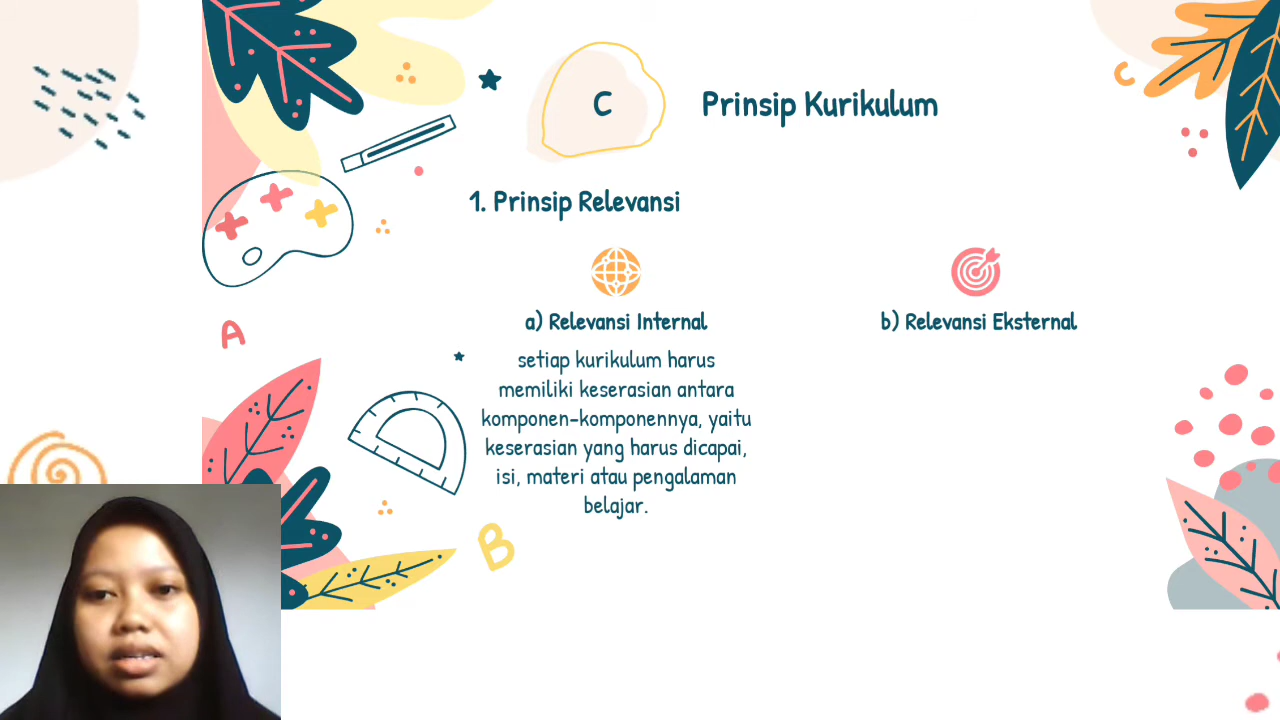 C
Prinsip Kurikulum
1. Prinsip Relevansi
a) Relevansi Internal
setiap kurikulum harus
memiliki keserasian antara
komponen-komponennya, yaitu
keserasian yang harus dicapai,
isi, materi atau pengalaman
belajar.
b) Relevansi Eksternal
C
A
B